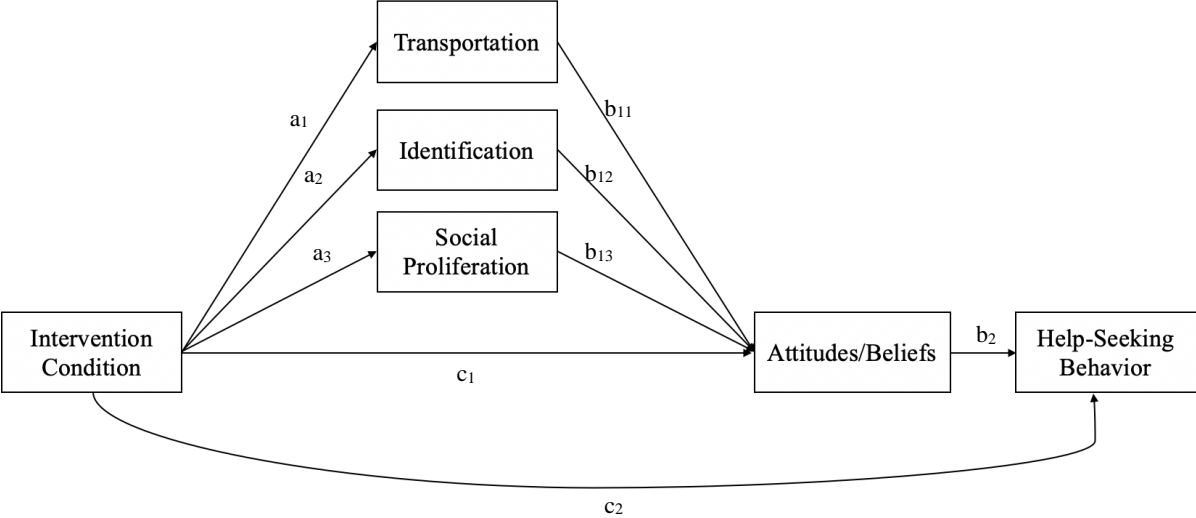 Transportation
a₁
b₁₁
Identification
a₂
b₁₂
Social
Proliferation
a₃
b₁₃
Intervention
Condition
c₁
Attitudes/Beliefs
b₂
Help-Seeking
Behavior
c₂